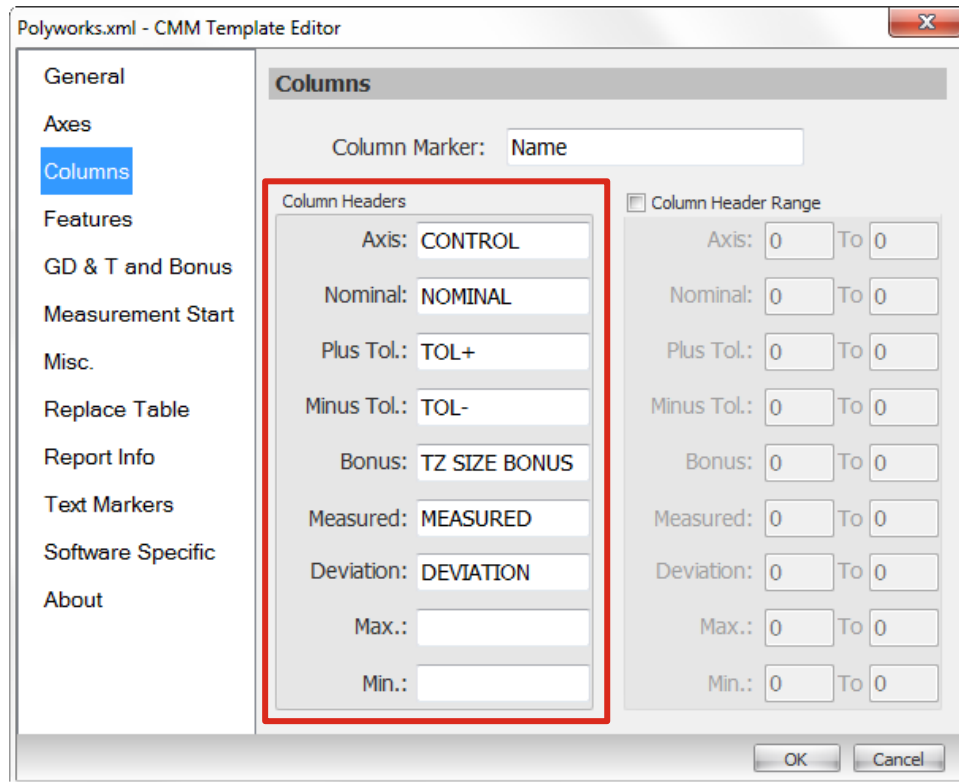 Polyworks.xml - CMM Template Editor
X
General
Axes
Columns
Features
GD & T and Bonus
Measurement Start
Misc.
Replace Table
Report Info
Text Markers
Software Specific
About
Columns
Column Marker: Name
Column Headers
Axis: CONTROL
Nominal: NOMINAL
Plus Tol.: TOL+
Minus Tol.: TOL-
Bonus: TZ SIZE BONUS
Measured: MEASURED
Deviation: DEVIATION
Max.:
Min.:
Column Header Range
Axis: 0 To 0
Nominal: 0 To 0
Plus Tol.: 0 To 0
Minus Tol.: 0 To 0
Bonus: 0 To 0
Measured: 0 To 0
Deviation: 0 To 0
Max.: 0 To 0
Min.: 0 To 0
OK Cancel